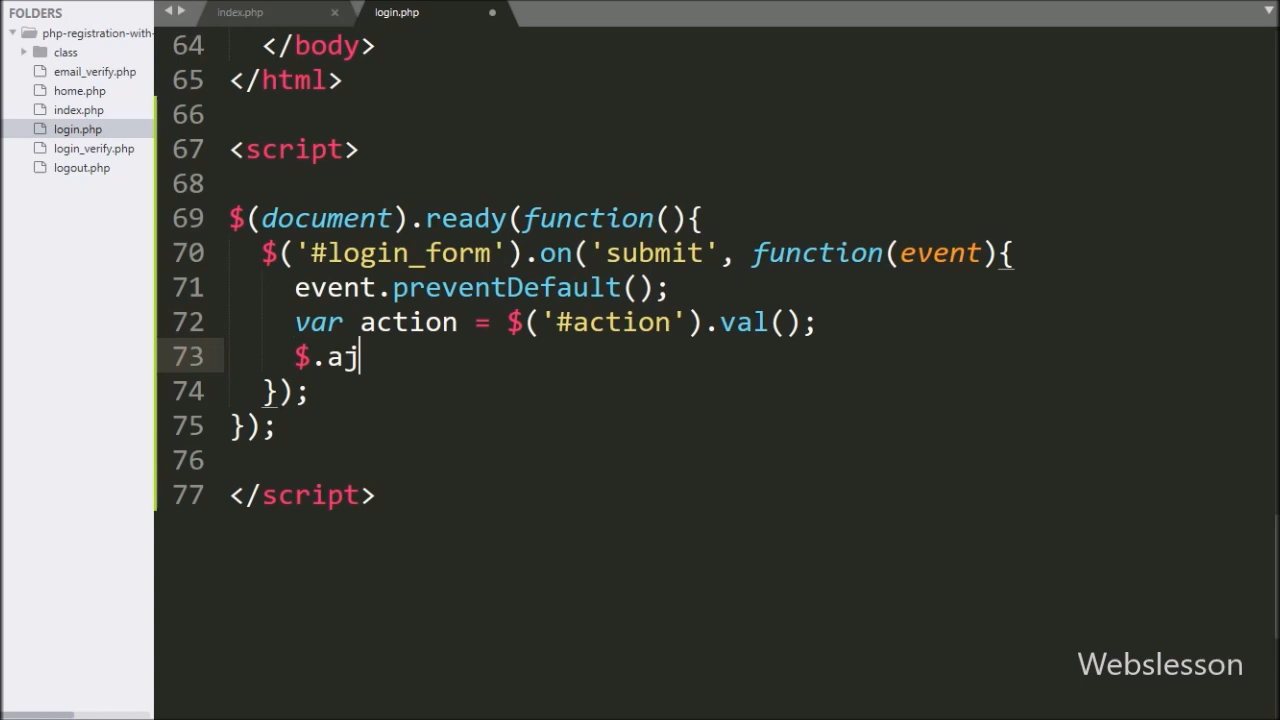 FOLDERS
php-registration-with-
class
email_verify.php
home.php
index.php
login.php
login_verify.php
logout.php
index.php × login.php
64 </body>
65 </html>
66
67 <script>
68
69 $(document).ready(function(){
70 $('#login_form').on('submit', function(event){
71 event.preventDefault();
72 var action = $('#action').val();
73 $.aj
74 });
75 });
76
77 </script>
Webslesson